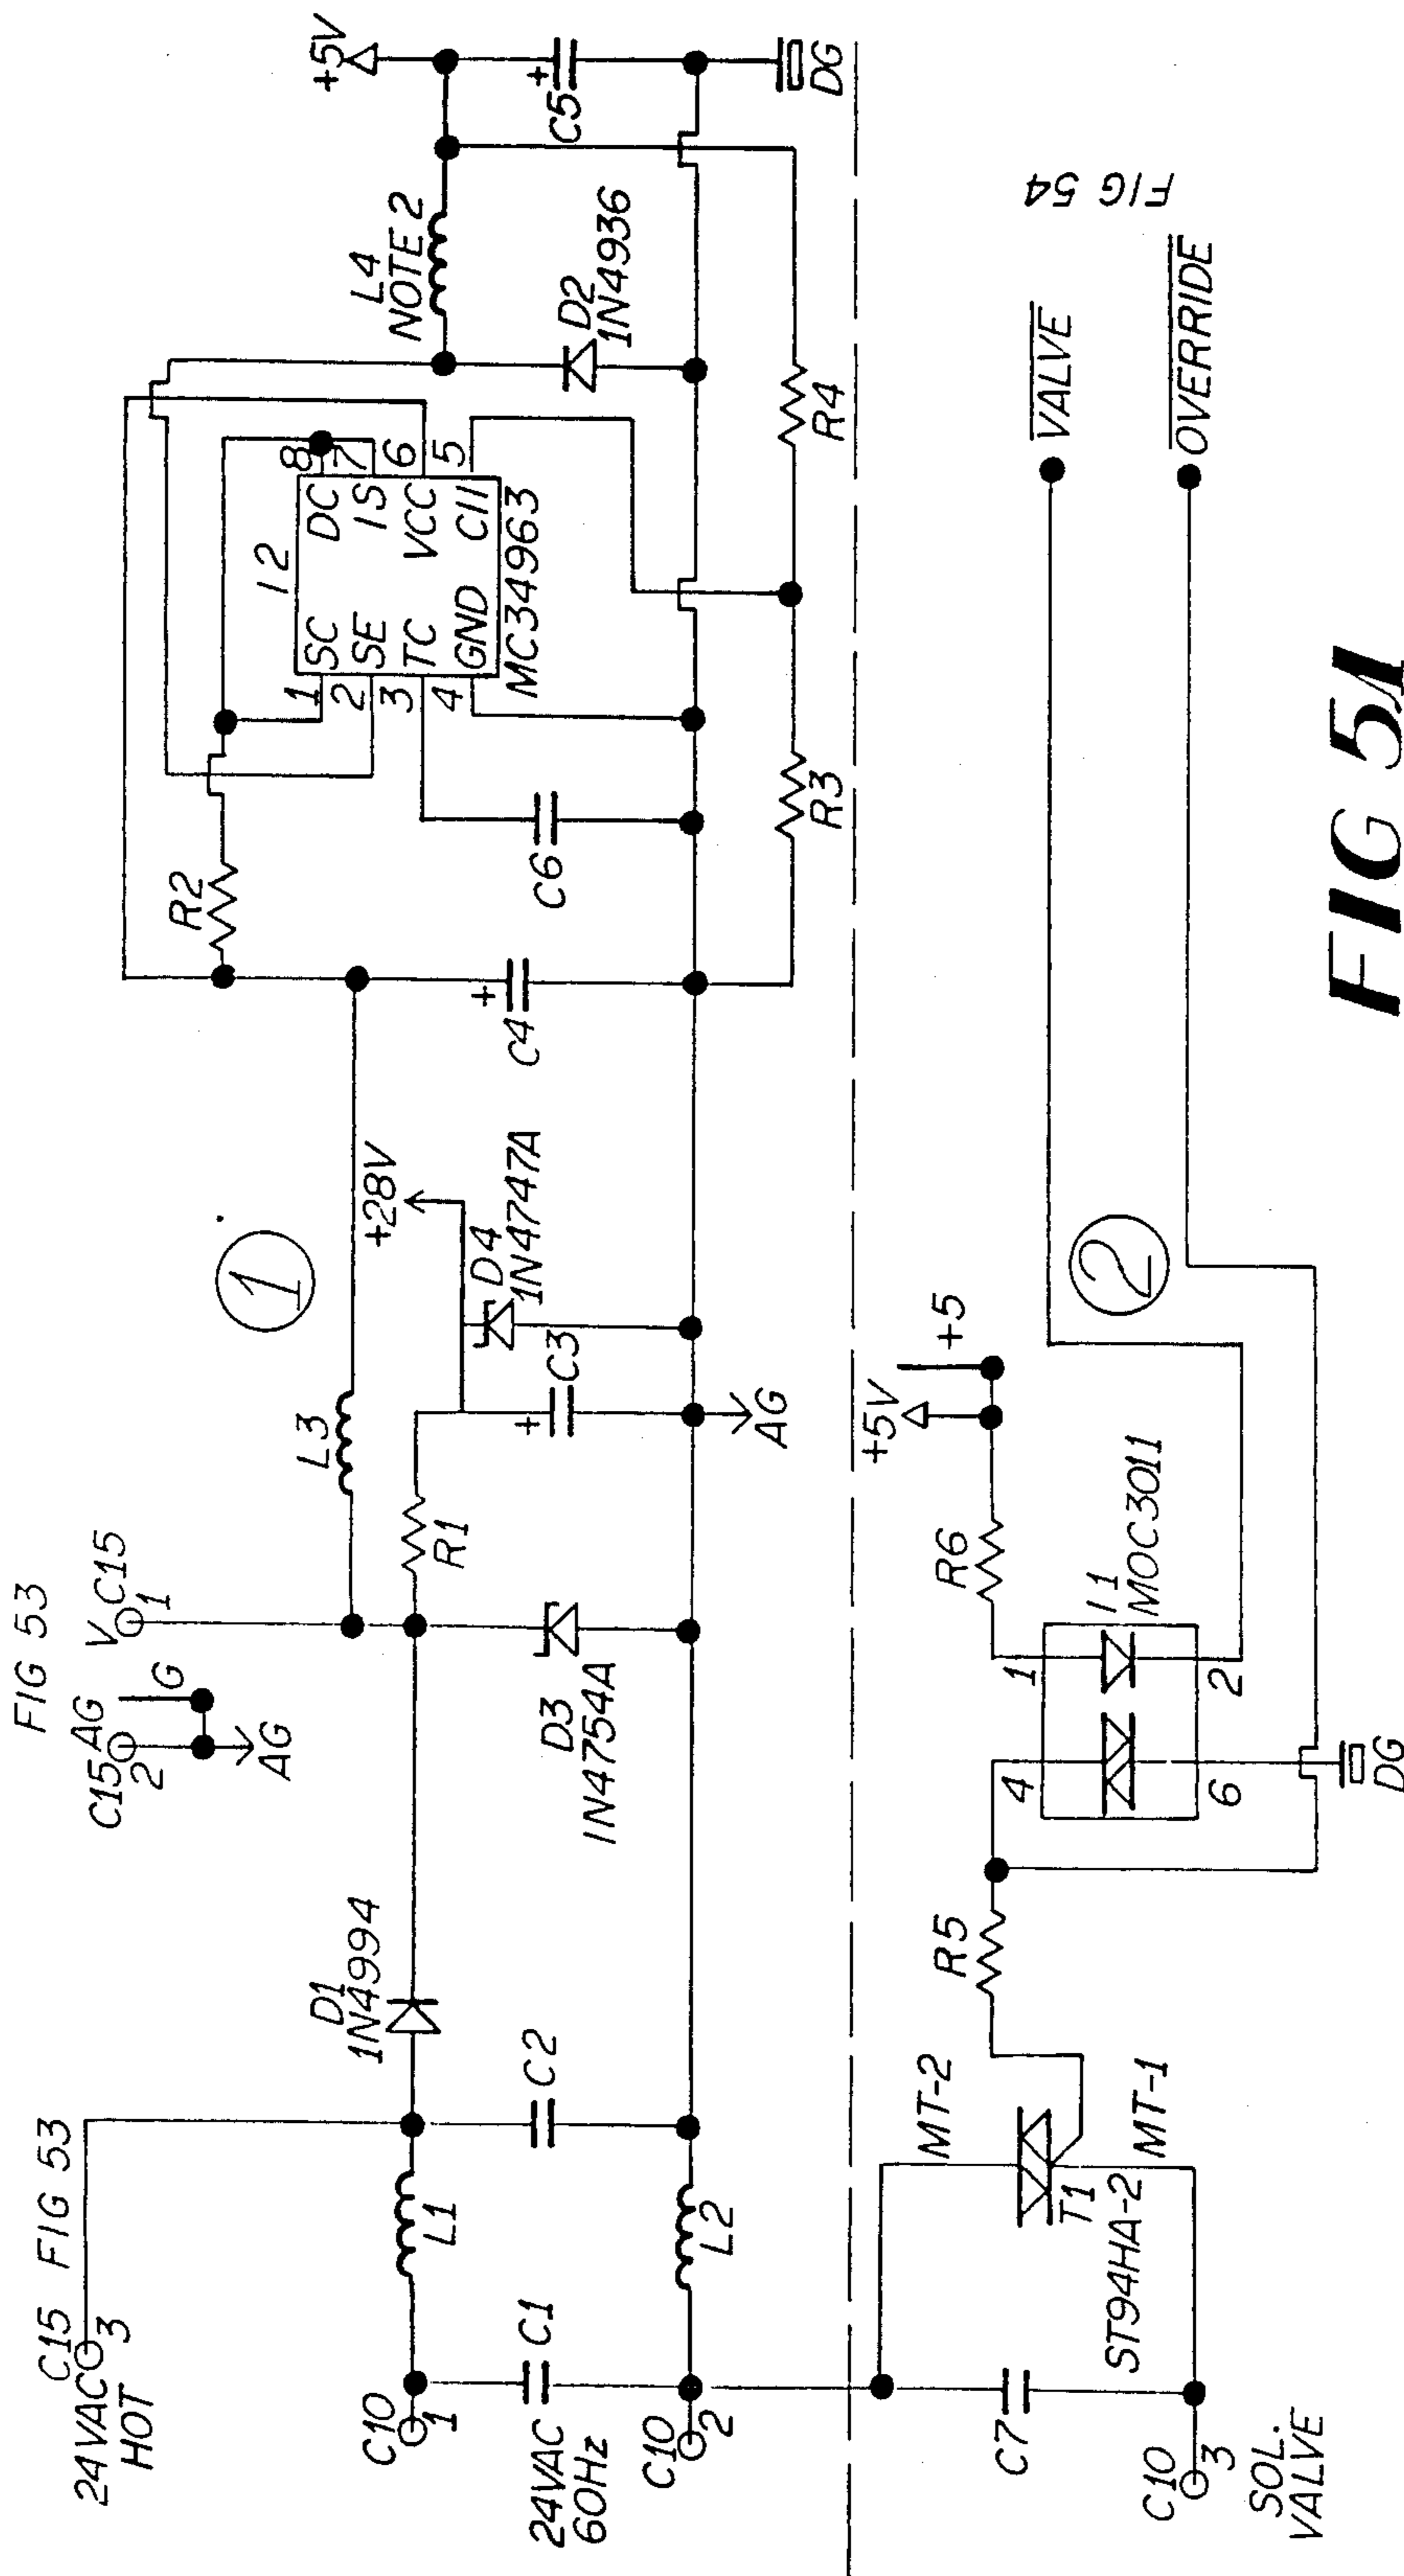 FIG 53
C15 FIG 53
24VAC
HOT
3
C15 AG
2
G
AG
V C15
1
+5V
L4
NOTE 2
C5
DG
D2
1N4936
R2
I2
SC
SE
TC
GND
DC
IS
VCC
CII
1
2
3
4
8
7
6
5
MC34963
C6
C4
R3
R4
L3
1
+28V
D4
1N4747A
C3
AG
R1
D3
1N4754A
D1
1N4994
L1
C2
L2
C10
1
C1
24VAC
60Hz
C10
2
MT-2
T1
ST94HA-2
MT-1
C7
C10
3
SOL.
VALVE
R5
R6
+5V
+5
1
2
4
6
I1
MOC3011
DG
2
VALVE
OVERRIDE
FIG 54